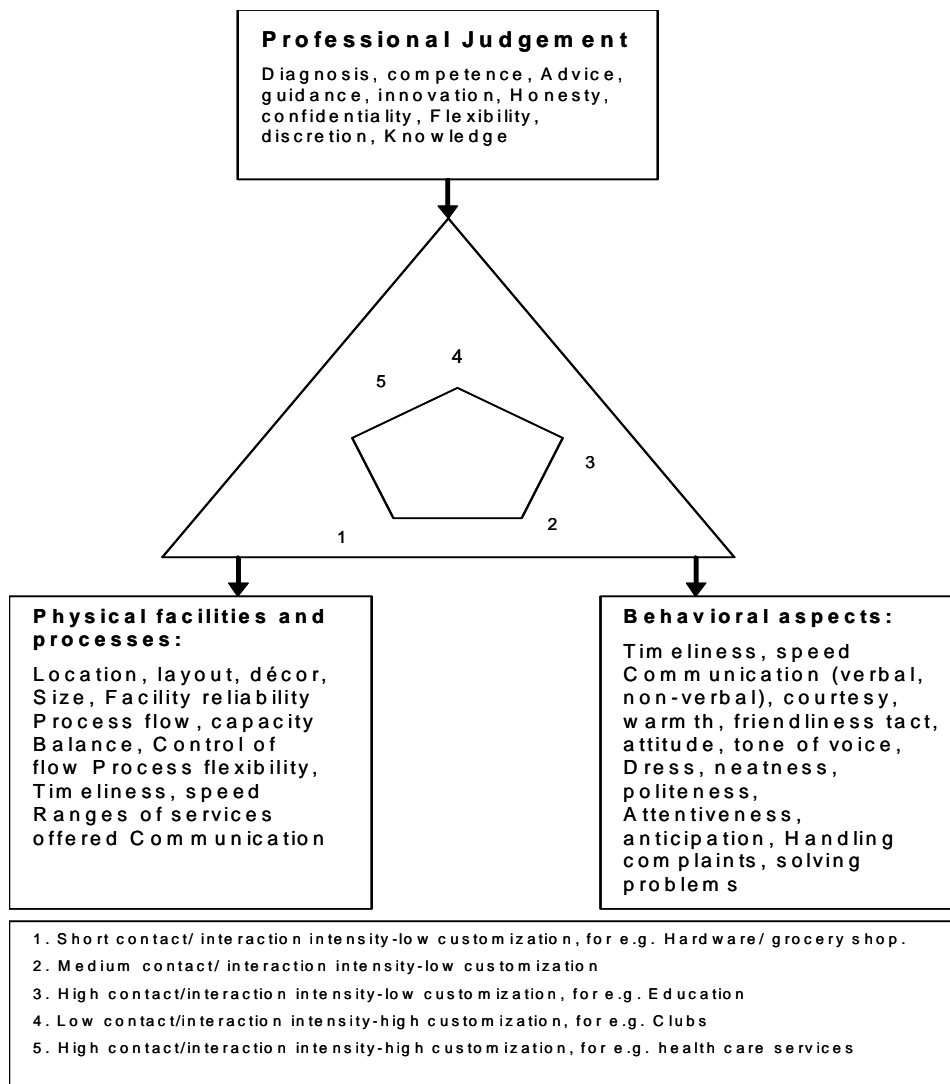 Professional Judgement
Diagnosis, competence, Advice,
guidance, innovation, Honesty,
confidentiality, Flexibility,
discretion, Knowledge
4
5
3
2
1
Physical facilities and
processes:
Location, layout, décor,
Size, Facility reliability
Process flow, capacity
Balance, Control of
flow Process flexibility,
Timeliness, speed
Ranges of services
offered Communication
Behavioral aspects:
Timeliness, speed
Communication (verbal,
non-verbal), courtesy,
warmth, friendliness tact,
attitude, tone of voice,
Dress, neatness,
politeness,
Attentiveness,
anticipation, Handling
complaints, solving
problems
1. Short contact/ interaction intensity-low customization, for e.g. Hardware/ grocery shop.
2. Medium contact/ interaction intensity-low customization
3. High contact/interaction intensity-low customization, for e.g. Education
4. Low contact/interaction intensity-high customization, for e.g. Clubs
5. High contact/interaction intensity-high customization, for e.g. health care services